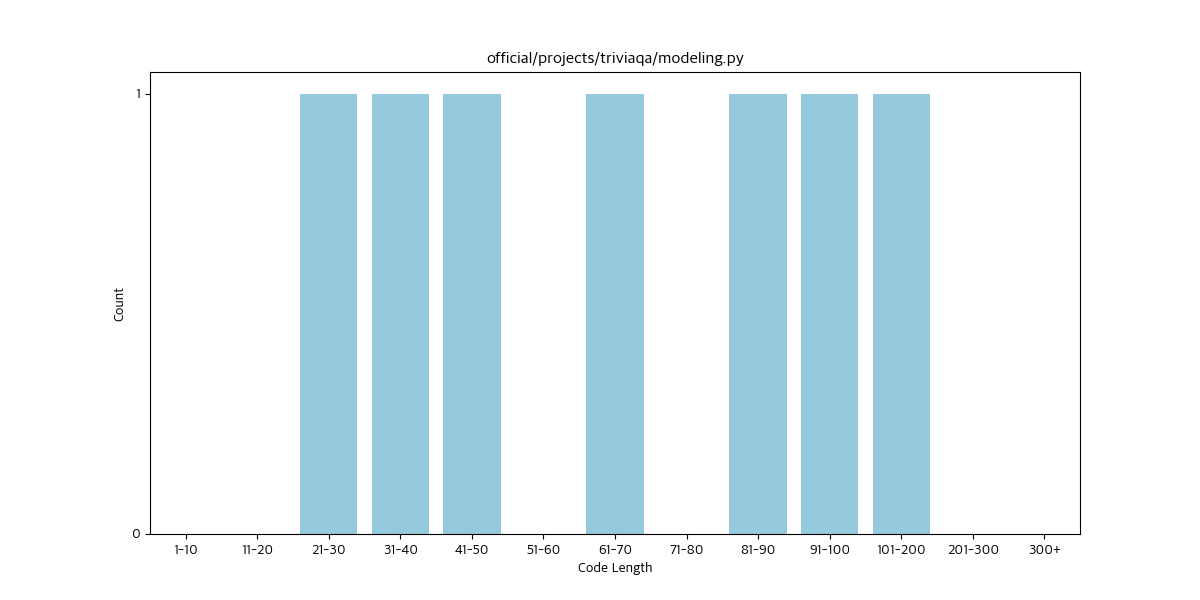 official/projects/triviaqa/modeling.py
1
Count
0
1-10 11-20 21-30 31-40 41-50 51-60 61-70 71-80 81-90 91-100 101-200 201-300 300+
Code Length